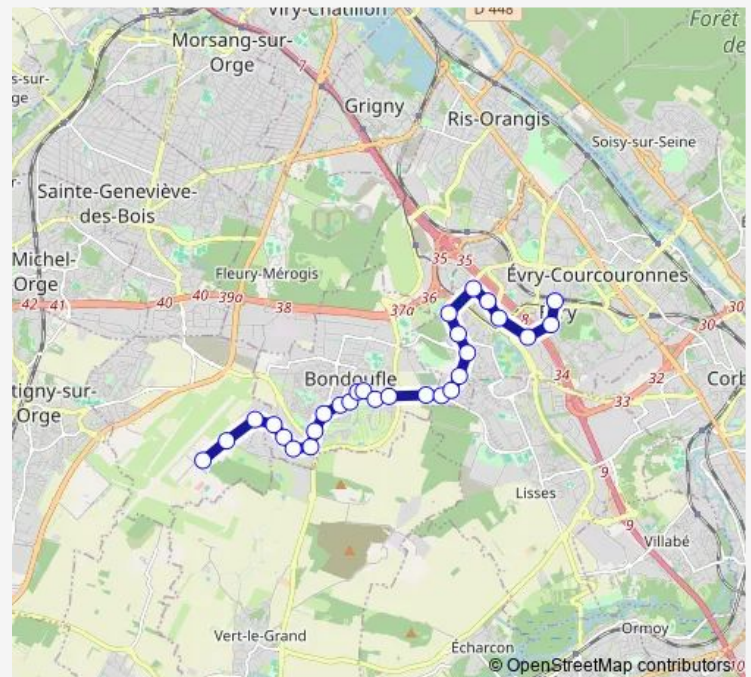 Viry-Chatillon
D 448
Forêt
de
Morsang-sur-
Orge
7
s-sur-
ge
Grigny
Ris-Orangis
Soisy-sur-Seine
Sainte-Geneviève-
des-Bois
Michel-
Orge
Fleury-Mérogis
35
35
Évry-Courcouronnes
42
41
40
40
39a
38
37a
36
8
30
30
Bondoufle
34
32
Corb
33
tigny-sur-
Orge
9
Lisses
9
Villabé
Vert-le-Grand
Ormoy
Écharcon
10
© OpenStreetMap contributors